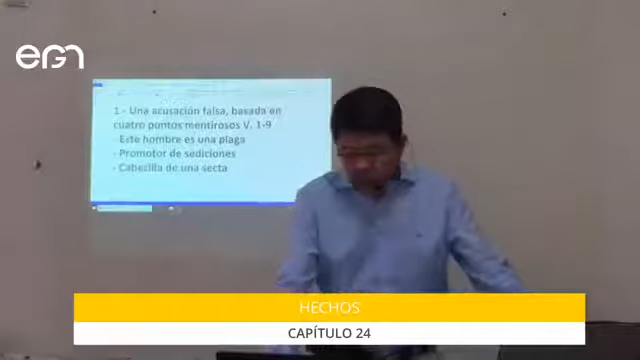 ern
1 - Una acusación falsa, basada en
cuatro puntos mentirosos V. 1-9
- Este hombre es una plaga
- Promotor de sediciones
- Cabecilla de una secta
HECHOS
CAPÍTULO 24